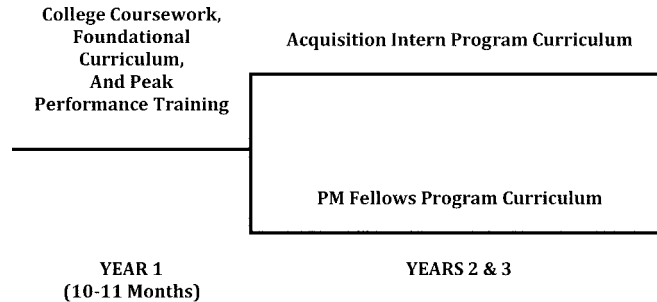 College Coursework,
Foundational
Curriculum,
And Peak
Performance Training
Acquisition Intern Program Curriculum
PM Fellows Program Curriculum
YEAR 1
(10-11 Months)
YEARS 2 & 3